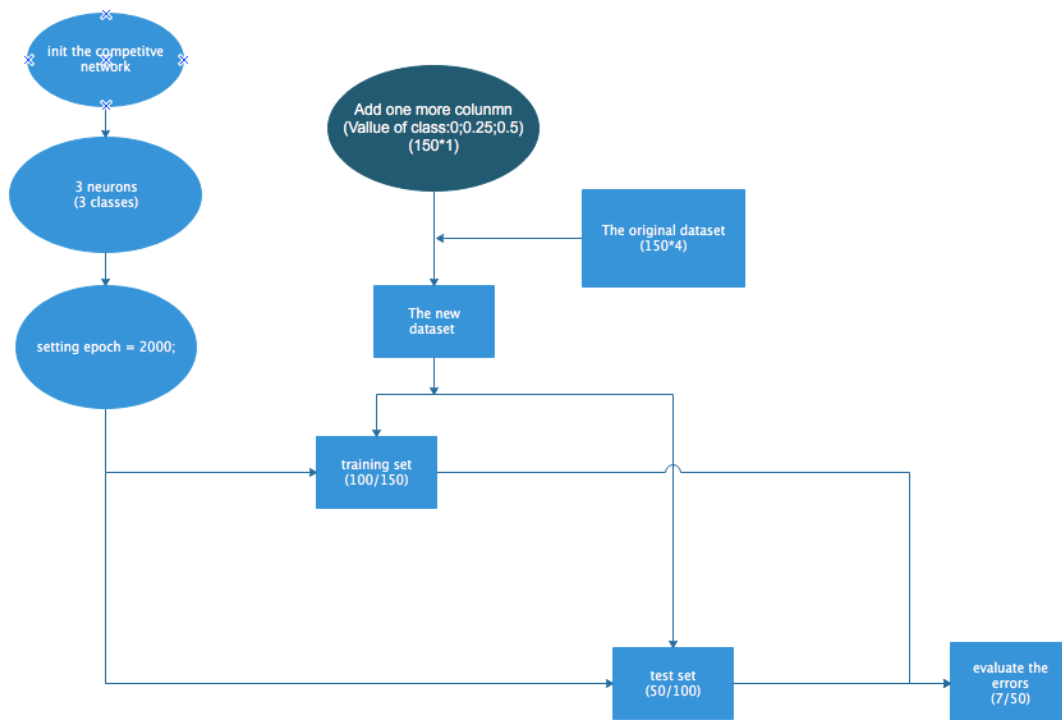 init the competitve
network
3 neurons
(3 classes)
setting epoch = 2000;
Add one more colunmn
(Vallue of class:0;0.25;0.5)
(150*1)
The original dataset
(150*4)
The new
dataset
training set
(100/150)
test set
(50/100)
evaluate the
errors
(7/50)